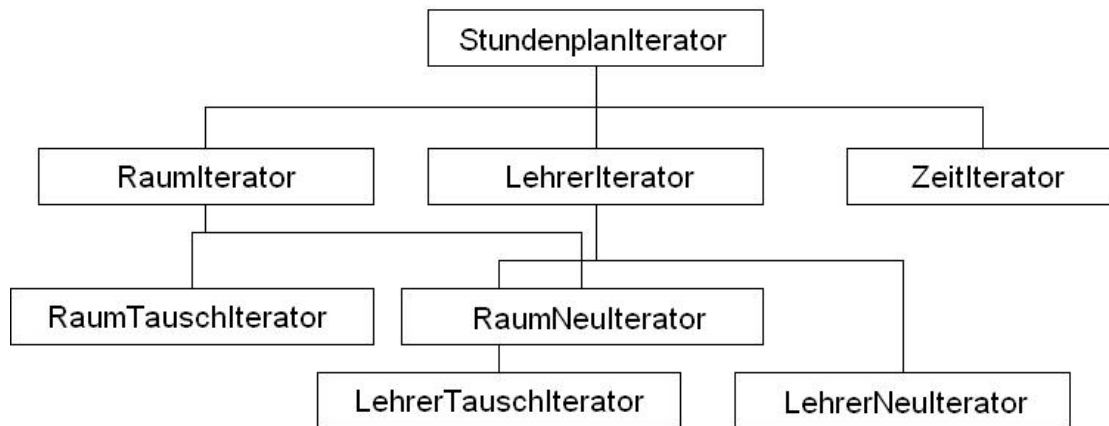 StundenplanIterator
RaumIterator
LehrerIterator
ZeitIterator
RaumTauschIterator
RaumNeuIterator
LehrerTauschIterator
LehrerNeuIterator